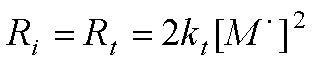 R_i = R_t = 2k_t[M˙]^2